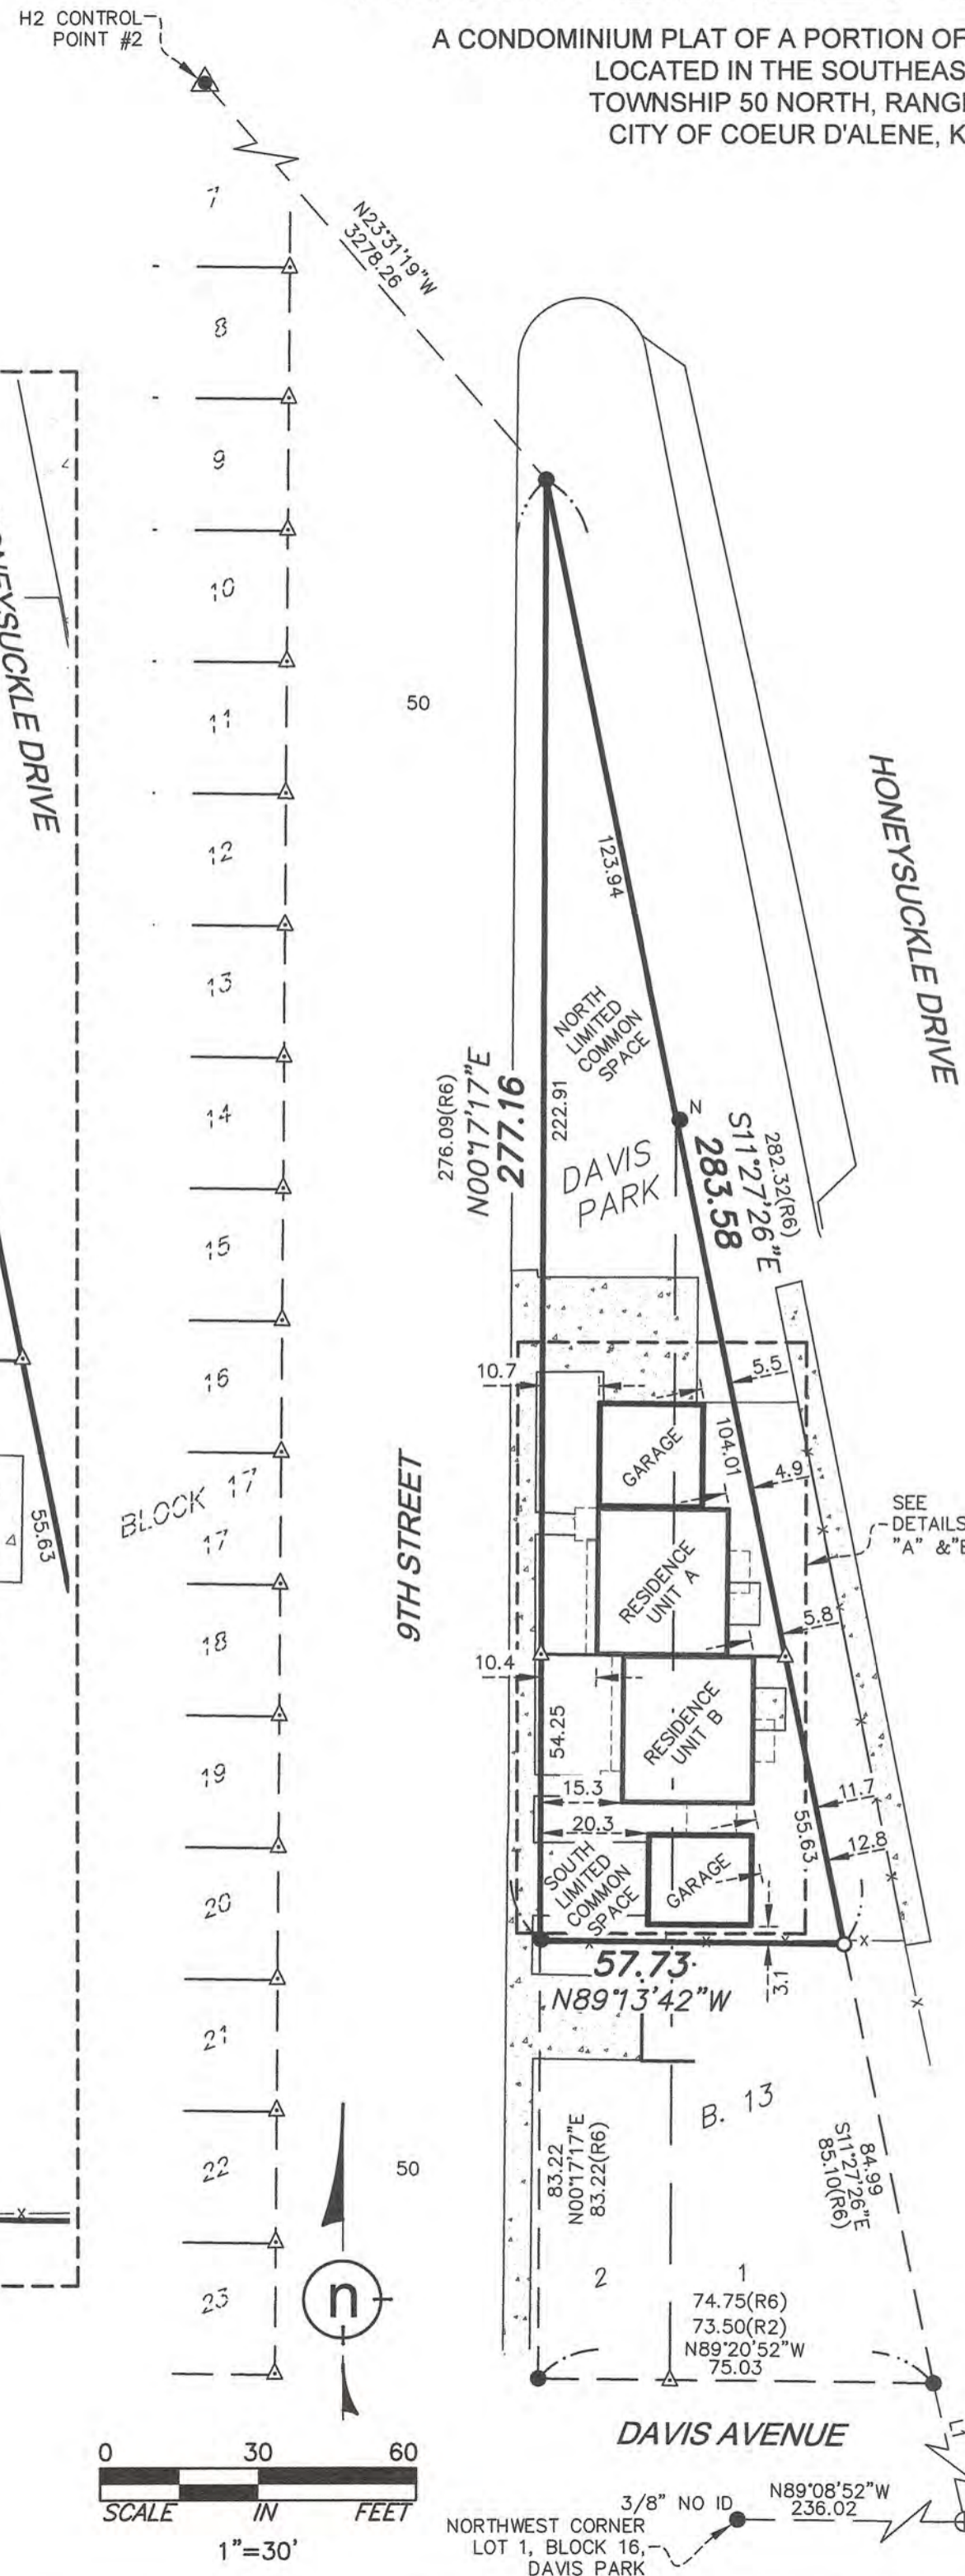 H2 CONTROL
POINT #2
A CONDOMINIUM PLAT OF A PORTION OF
LOCATED IN THE SOUTHEAS
TOWNSHIP 50 NORTH, RANG
CITY OF COEUR D'ALENE, K
N23°31'19"W
3278.26
7
8
9
10
11
12
13
14
15
16
BLOCK 17
17
18
19
20
21
22
23
NEYSUCKLE DRIVE
55.63
50
HONEYSUCKLE DRIVE
123.94
NORTH
LIMITED
COMMON
SPACE
276.09(R6)
N00°17'17"E
277.16
222.91
DAVIS
PARK
N
282.32(R6)
S11°27'26"E
283.58
10.7
5.5
GARAGE
104.01
4.9
9TH STREET
SEE
DETAILS
"A" &
RESIDENCE
UNIT A
5.8
10.4
54.25
RESIDENCE
UNIT B
15.3
11.7
20.3
55.63
12.8
SOUTH
LIMITED
COMMON
SPACE
GARAGE
57.73
3.1
N89°13'42"W
B. 13
83.22
N00°17'17"E
83.22(R6)
84.99
S11°27'26"E
85.10(R6)
50
n
2
1
74.75(R6)
73.50(R2)
N89°20'52"W
75.03
DAVIS AVENUE
L1
0 30 60
SCALE IN FEET
1"=30'
3/8" NO ID
N89°08'52"W
236.02
NORTHWEST CORNER
LOT 1, BLOCK 16,
DAVIS PARK